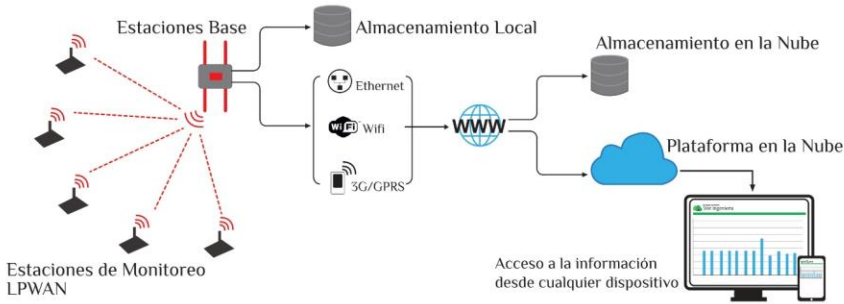 Estaciones Base
Almacenamiento Local
Almacenamiento en la Nube
Ethernet
WiFi
Wifi
3G/GPRS
WWW
Plataforma en la Nube
Estaciones de Monitoreo
LPWAN
Acceso a la información
desde cualquier dispositivo